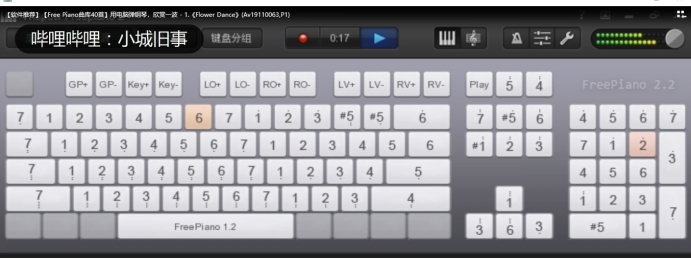 【软件推荐】【Free Piano曲库40首】用电脑弹钢琴，欣赏一波 - 1.《Flower Dance》(Av19110063,P1)
哔哩哔哩：小城旧事 键盘分组 0:17
FreePiano 2.2
GP+ GP- Key+ Key- LO+ LO- RO+ RO- LV+ LV- RV+ RV- Play 5 4
7 1 2 3 4 5 6 7 1 2 3 #5 #5 6 7 #5 6 4 5 6 7
7 1 2 3 4 5 6 7 1 2 3 4 5 6 #1 2 3 7 1 2 3
7 1 2 3 4 5 6 7 1 2 3 4 5 4 5 6
7 1 2 3 4 5 6 7 1 2 3 4 1 1 2 3 7
FreePiano 1.2 3 6 3 #5 1